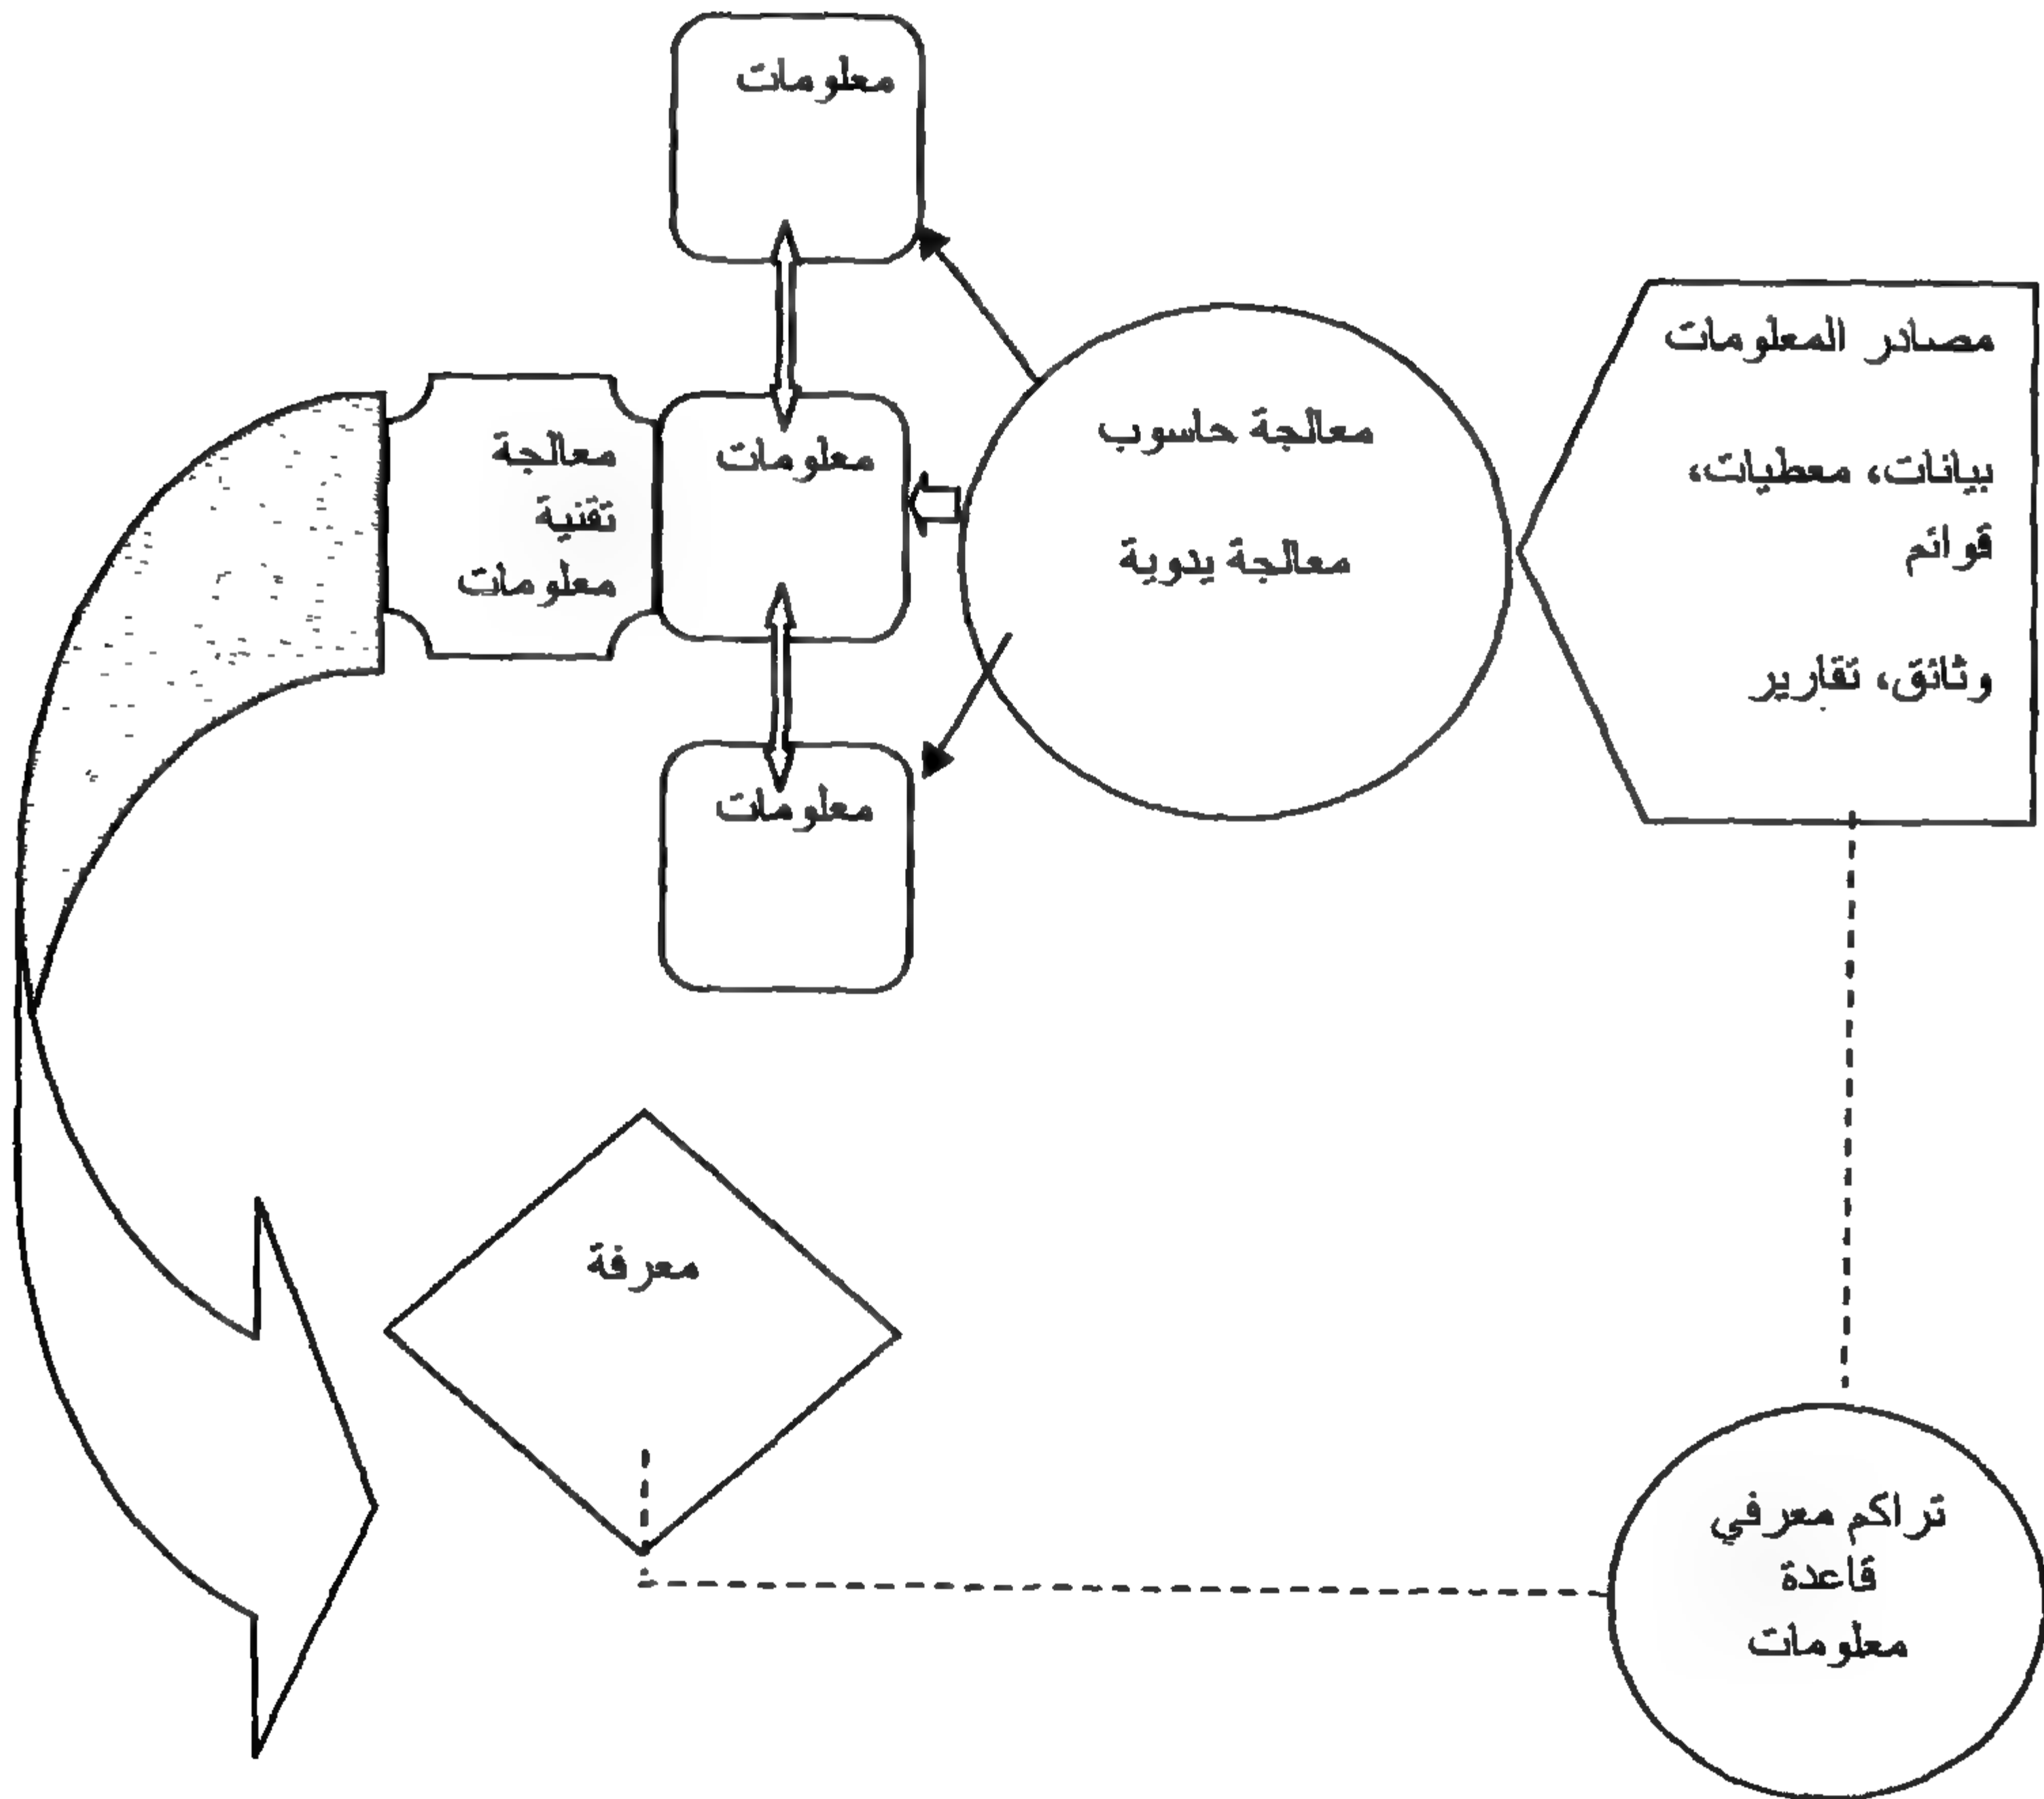 مصادر المعلومات
بيانات، معطيات،
قوائم
وثائق، تقارير
معالجة حاسوب
معالجة يدوية
معلومات
معلومات
معلومات
معالجة
تقنية
معلومات
معرفة
تراكم معرفي
قاعدة
معلومات